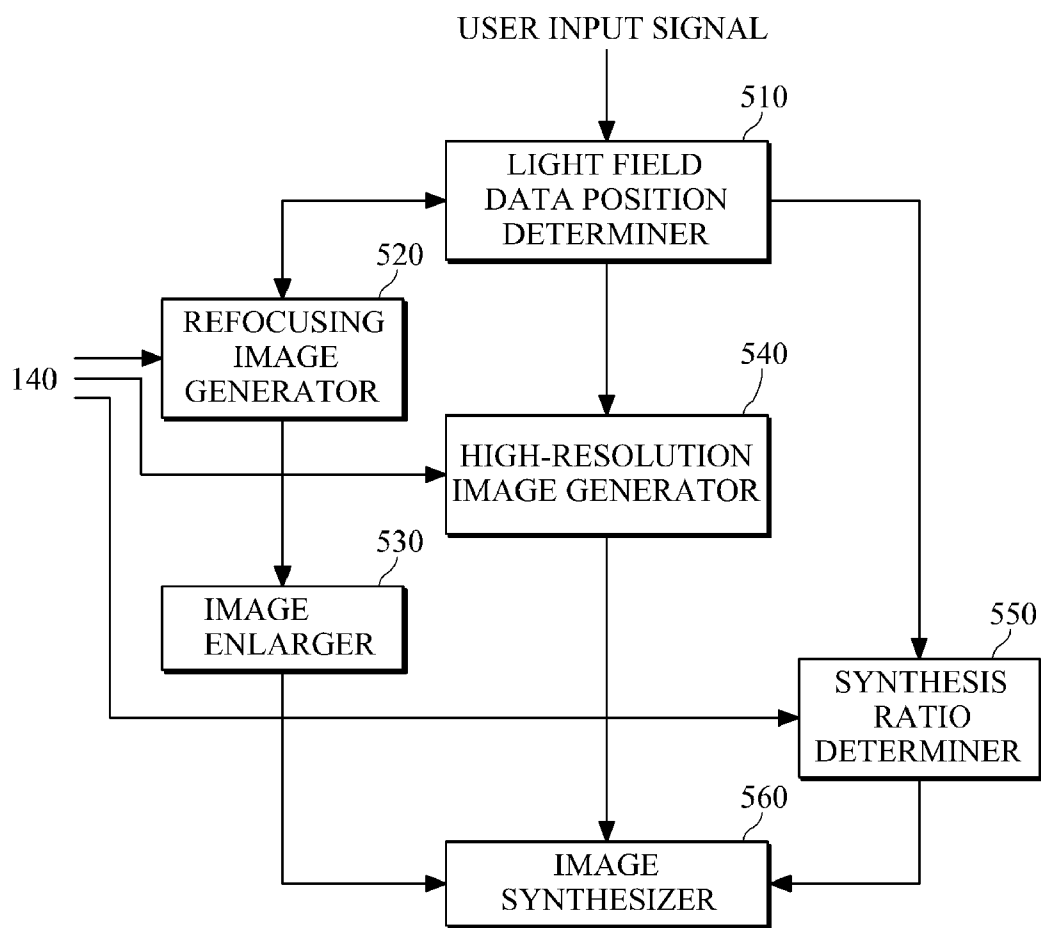 USER INPUT SIGNAL
510
LIGHT FIELD
DATA POSITION
DETERMINER
520
REFOCUSING
IMAGE
GENERATOR
140
540
HIGH-RESOLUTION
IMAGE GENERATOR
530
IMAGE
ENLARGER
550
SYNTHESIS
RATIO
DETERMINER
560
IMAGE
SYNTHESIZER